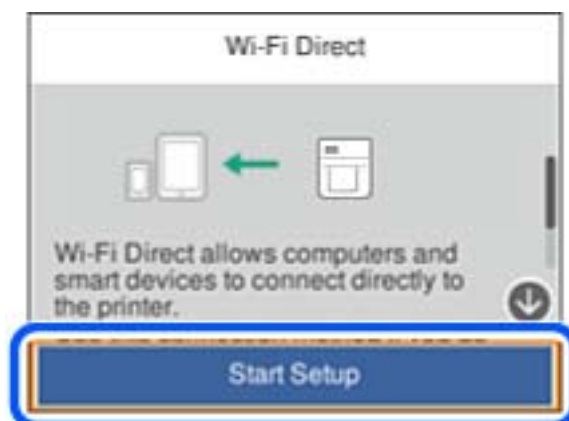 Wi-Fi Direct
Wi-Fi Direct allows computers and
smart devices to connect directly to
the printer.
Start Setup